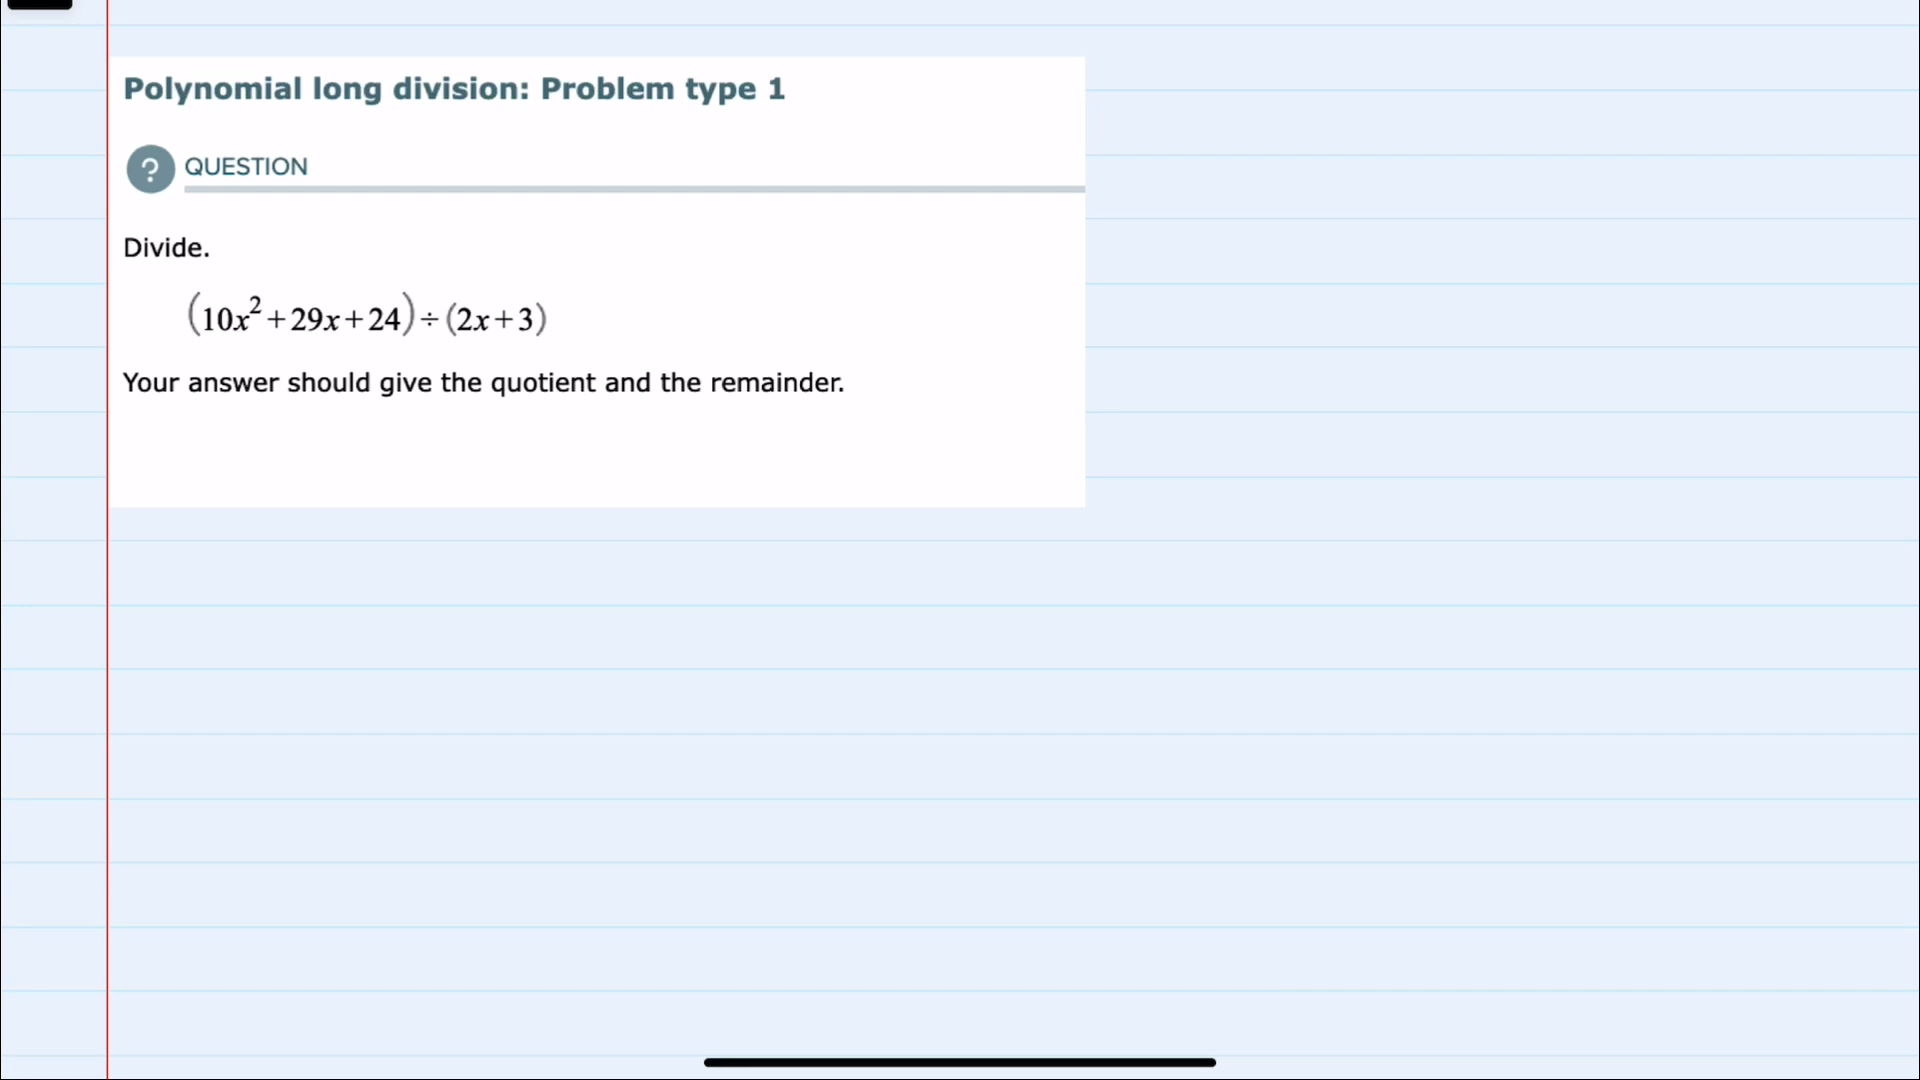 Polynomial long division: Problem type 1
? QUESTION
Divide.
(10x²+29x+24)÷(2x+3)
Your answer should give the quotient and the remainder.